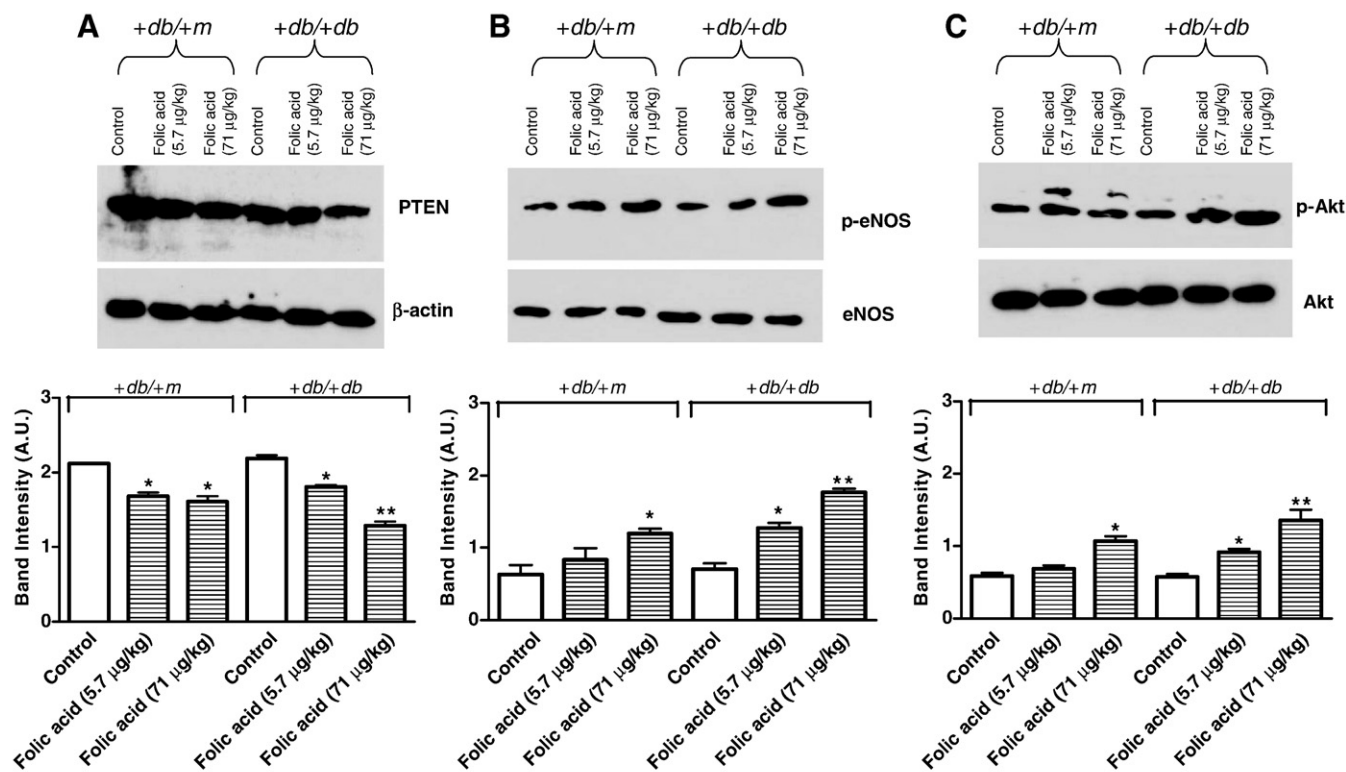 A
+db/+m
+db/+db
Control
Folic acid
(5.7 µg/kg)
Folic acid
(71 µg/kg)
Control
Folic acid
(5.7 µg/kg)
Folic acid
(71 µg/kg)
PTEN
β-actin
+db/+m
+db/+db
Band Intensity (A.U.)
3
2
1
0
*
*
*
**
Control
Folic acid (5.7 µg/kg)
Folic acid (71 µg/kg)
Control
Folic acid (5.7 µg/kg)
Folic acid (71 µg/kg)
B
+db/+m
+db/+db
Control
Folic acid
(5.7 µg/kg)
Folic acid
(71 µg/kg)
Control
Folic acid
(5.7 µg/kg)
Folic acid
(71 µg/kg)
p-eNOS
eNOS
+db/+m
+db/+db
Band Intensity (A.U.)
3
2
1
0
*
*
**
Control
Folic acid (5.7 µg/kg)
Folic acid (71 µg/kg)
Control
Folic acid (5.7 µg/kg)
Folic acid (71 µg/kg)
C
+db/+m
+db/+db
Control
Folic acid
(5.7 µg/kg)
Folic acid
(71 µg/kg)
Control
Folic acid
(5.7 µg/kg)
Folic acid
(71 µg/kg)
p-Akt
Akt
+db/+m
+db/+db
Band Intensity (A.U.)
3
2
1
0
*
*
**
Control
Folic acid (5.7 µg/kg)
Folic acid (71 µg/kg)
Control
Folic acid (5.7 µg/kg)
Folic acid (71 µg/kg)